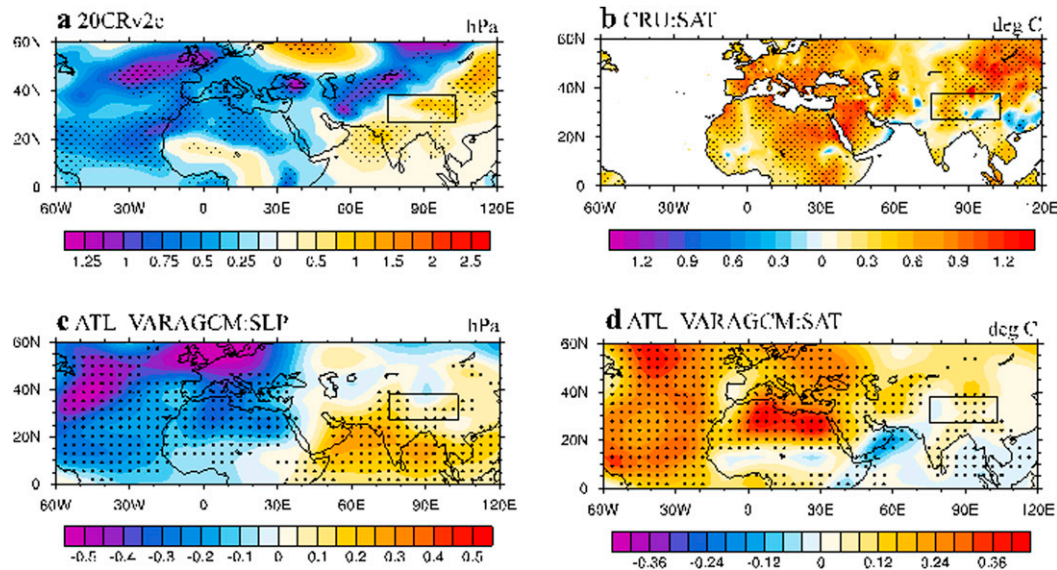 a 20CRv2c hPa
60N
40N
20N
0
60W 30W 0 30E 60E 90E 120E
1.25 1 0.75 0.5 0.25 0 0.5 1 1.5 2 2.5
b CRU:SAT deg C
60N
40N
20N
0
60W 30W 0 30E 60E 90E 120E
1.2 0.9 0.6 0.3 0 0.3 0.6 0.9 1.2
c ATL VARAGCM:SLP hPa
60N
40N
20N
0
60W 30W 0 30E 60E 90E 120E
-0.5 -0.4 -0.3 -0.2 -0.1 0 0.1 0.2 0.3 0.4 0.5
d ATL VARAGCM:SAT deg C
60N
40N
20N
0
60W 30W 0 30E 60E 90E 120E
-0.36 -0.24 -0.12 0 0.12 0.24 0.36